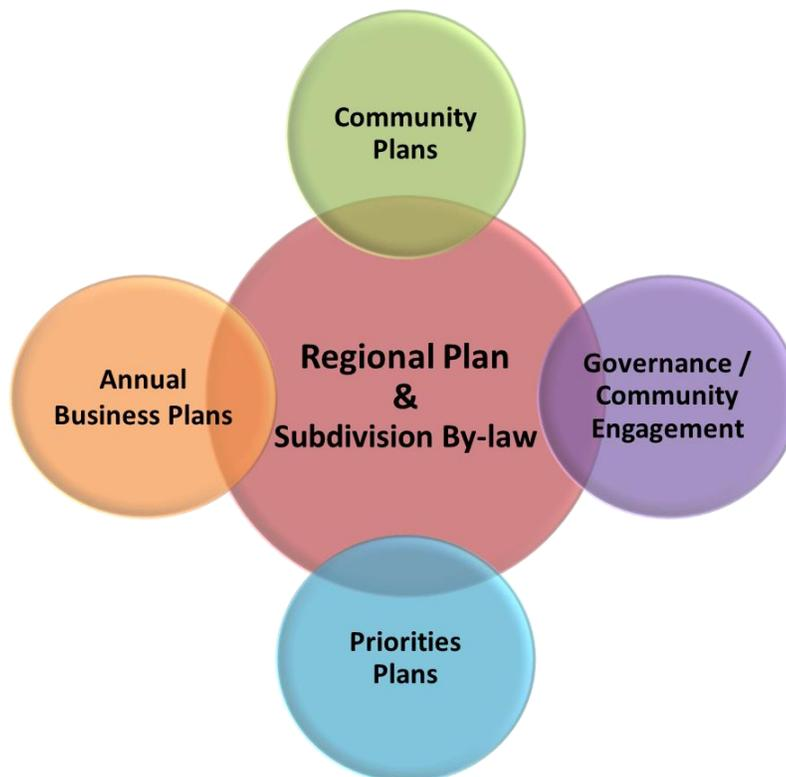 Community
Plans
Annual
Business Plans
Regional Plan
&
Subdivision By-law
Governance /
Community
Engagement
Priorities
Plans